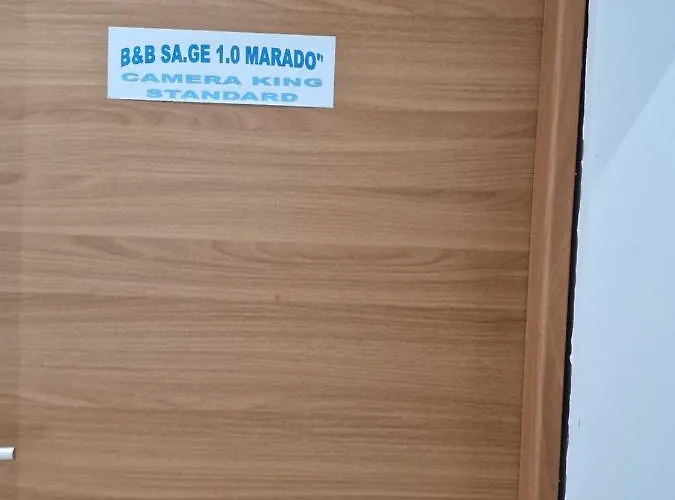 B&B SA.GE 1.0 MARADO"
CAMERA KING
STANDARD